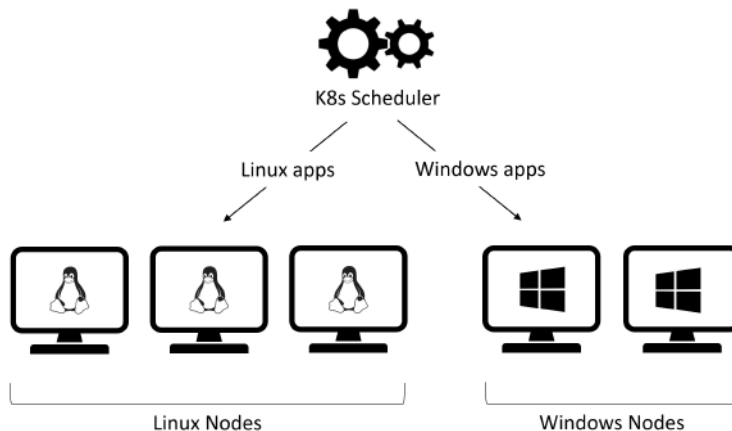 K8s Scheduler
Linux apps
Windows apps
Linux Nodes
Windows Nodes